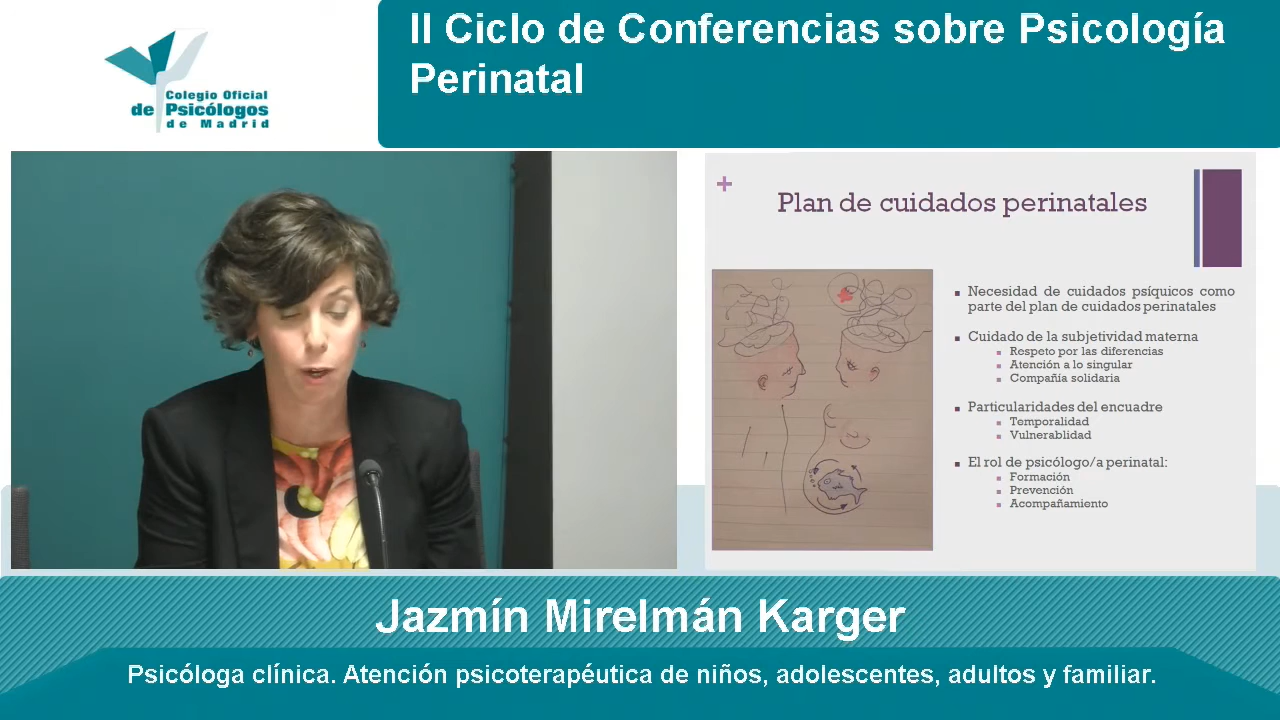 II Ciclo de Conferencias sobre Psicología
Perinatal
Colegio Oficial
de Psicólogos
de Madrid
+
Plan de cuidados perinatales
Necesidad de cuidados psíquicos como
parte del plan de cuidados perinatales
Cuidado de la subjetividad materna
Respeto por las diferencias
Atención a lo singular
Compañía solidaria
Particularidades del encuadre
Temporalidad
Vulnerablidad
El rol de psicólogo/a perinatal:
Formación
Prevención
Acompañamiento
Jazmín Mirelmán Karger
Psicóloga clínica. Atención psicoterapéutica de niños, adolescentes, adultos y familiar.